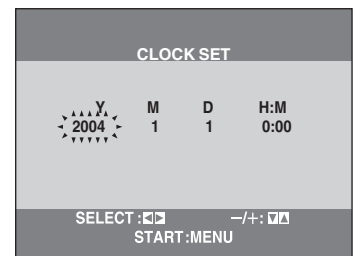 CLOCK SET
Y M D H:M
2004 1 1 0:00
SELECT :◀▶ −/+: ▼▲
START:MENU